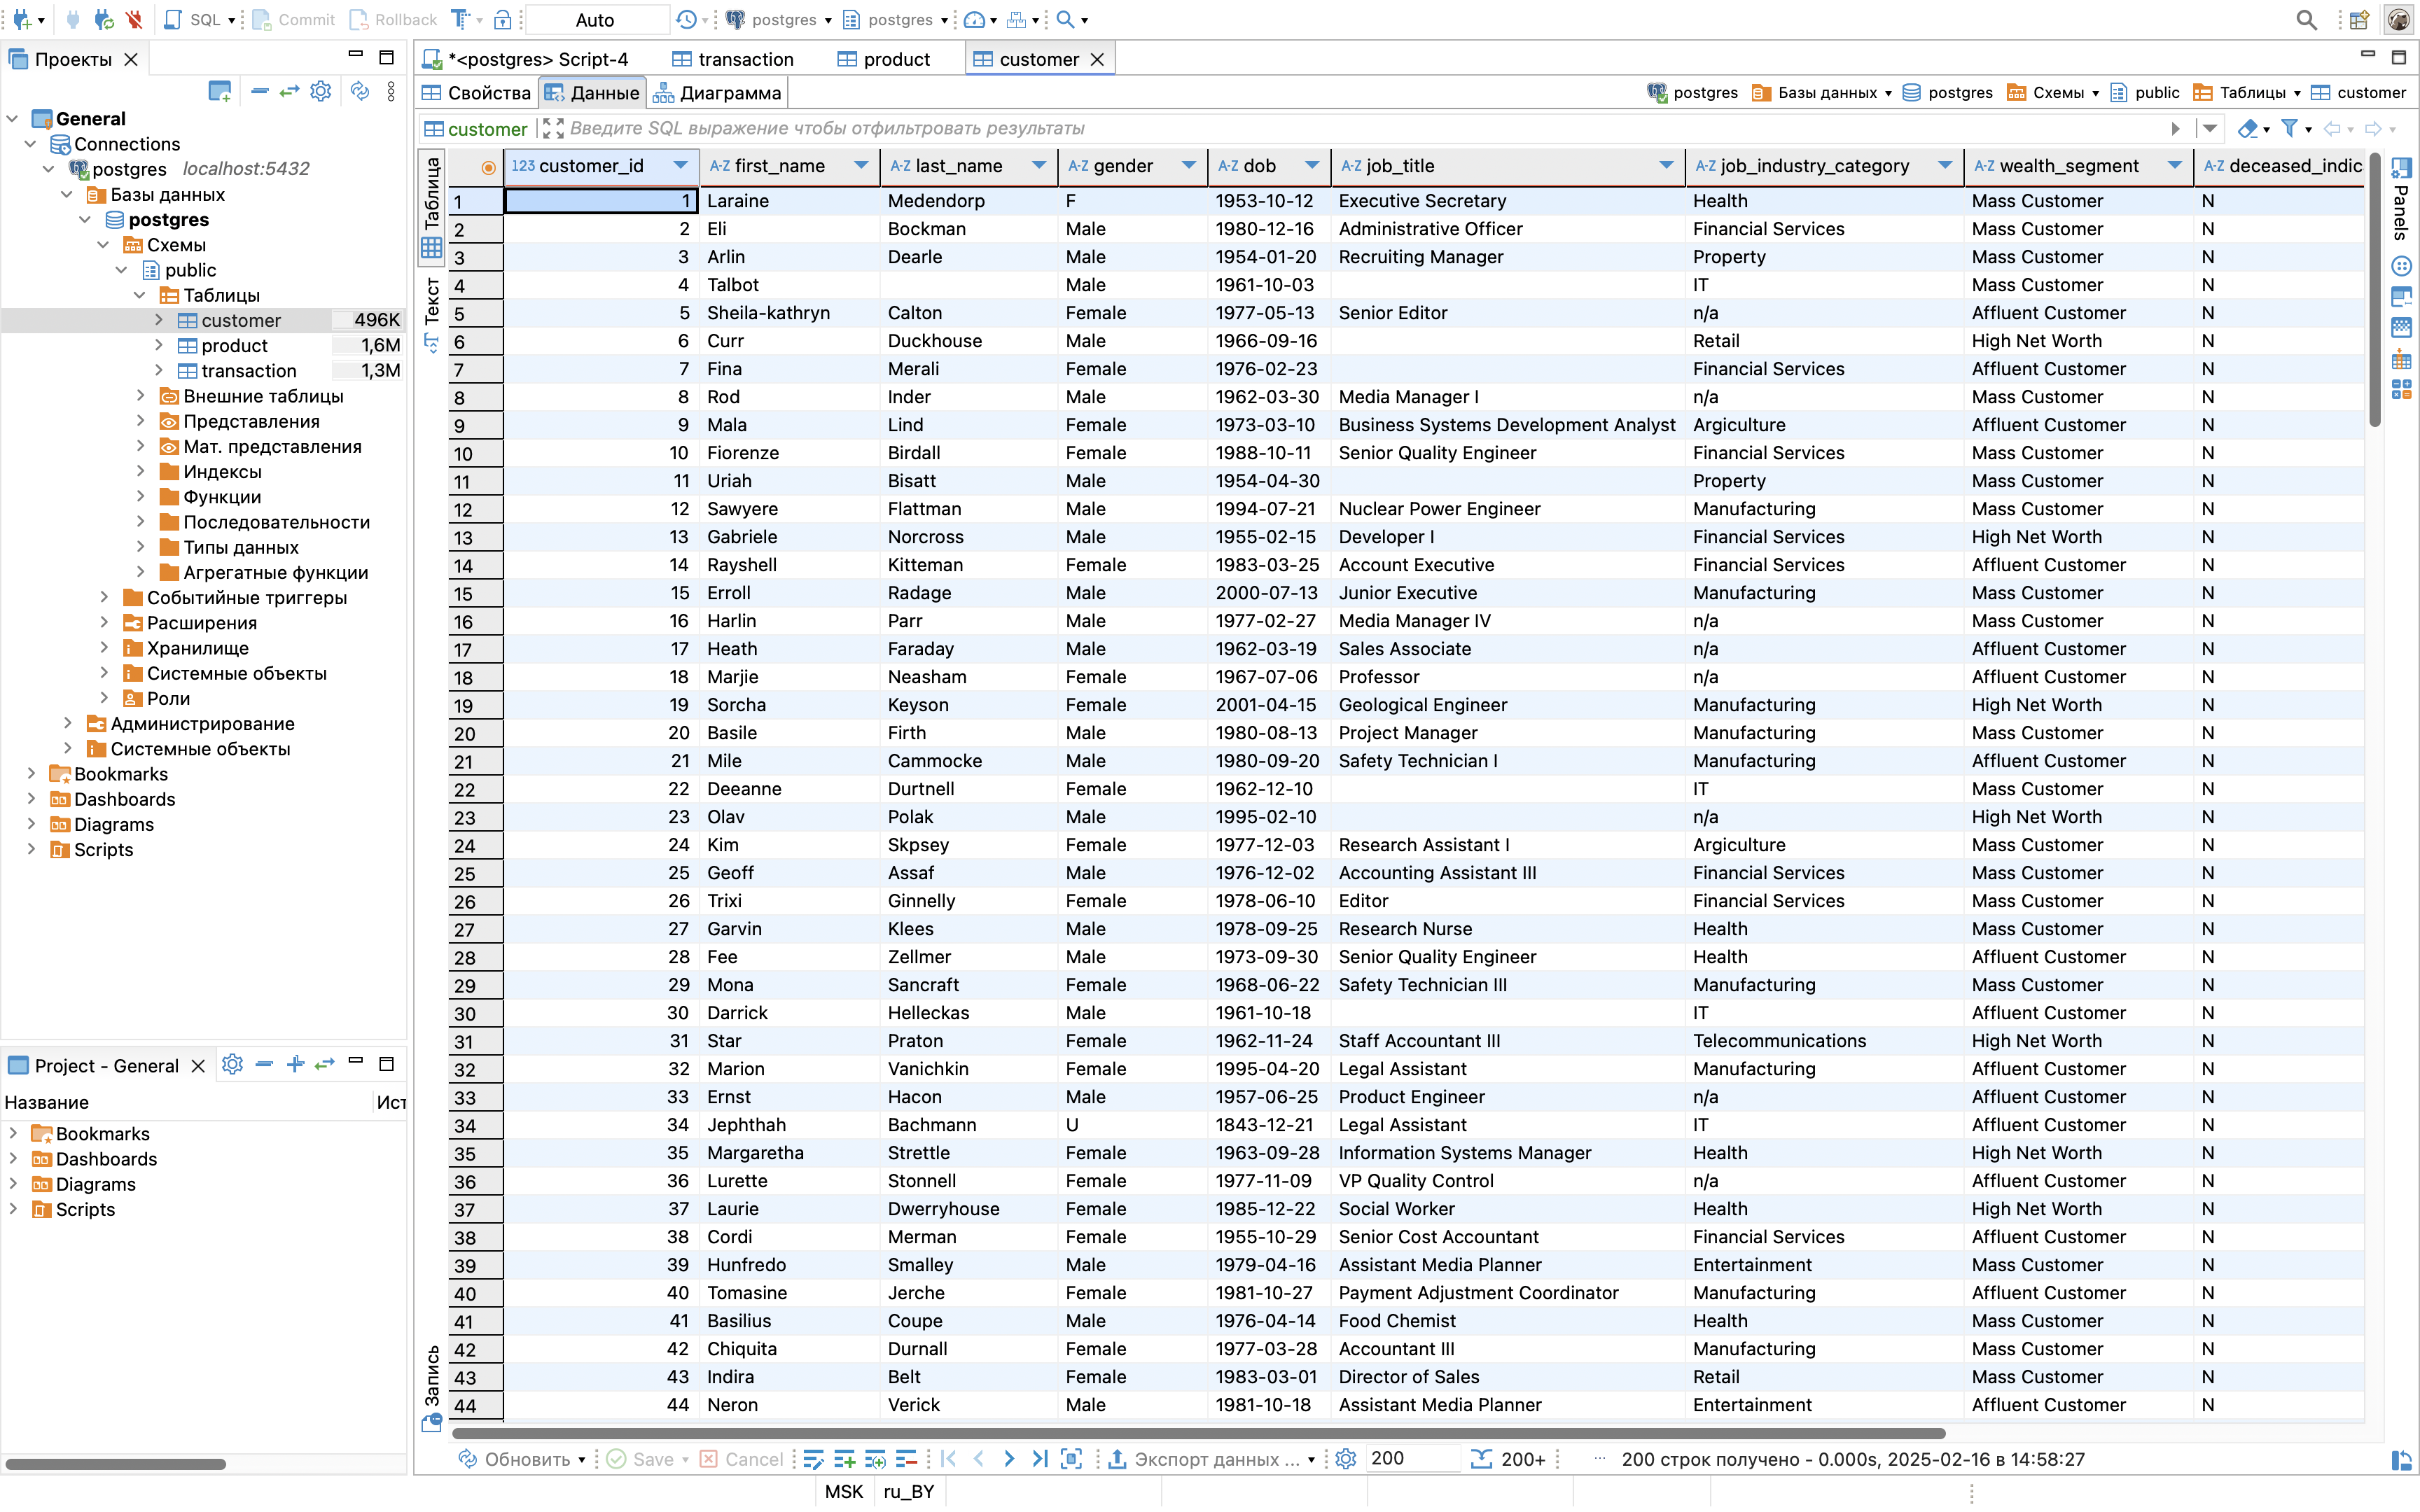 SQL Commit Rollback Auto postgres postgres
Проекты
*<postgres> Script-4 transaction product customer
Свойства Данные Диаграмма
postgres Базы данных postgres Схемы public Таблицы customer
customer Введите SQL выражение чтобы отфильтровать результаты
General
Connections
postgres localhost:5432
Базы данных
postgres
Схемы
public
Таблицы
customer 496K
product 1,6M
transaction 1,3M
Внешние таблицы
Представления
Мат. представления
Индексы
Функции
Последовательности
Типы данных
Агрегатные функции
Событийные триггеры
Расширения
Хранилище
Системные объекты
Роли
Администрирование
Системные объекты
Bookmarks
Dashboards
Diagrams
Scripts
Project - General
Название Ист
Bookmarks
Dashboards
Diagrams
Scripts
Таблица
Текст
Запись
123 customer_id A-Z first_name A-Z last_name A-Z gender A-Z dob A-Z job_title A-Z job_industry_category A-Z wealth_segment A-Z deceased_indic
1 1 Laraine Medendorp F 1953-10-12 Executive Secretary Health Mass Customer N
2 2 Eli Bockman Male 1980-12-16 Administrative Officer Financial Services Mass Customer N
3 3 Arlin Dearle Male 1954-01-20 Recruiting Manager Property Mass Customer N
4 4 Talbot Male 1961-10-03 IT Mass Customer N
5 5 Sheila-kathryn Calton Female 1977-05-13 Senior Editor n/a Affluent Customer N
6 6 Curr Duckhouse Male 1966-09-16 Retail High Net Worth N
7 7 Fina Merali Female 1976-02-23 Financial Services Affluent Customer N
8 8 Rod Inder Male 1962-03-30 Media Manager I n/a Mass Customer N
9 9 Mala Lind Female 1973-03-10 Business Systems Development Analyst Argiculture Affluent Customer N
10 10 Fiorenze Birdall Female 1988-10-11 Senior Quality Engineer Financial Services Mass Customer N
11 11 Uriah Bisatt Male 1954-04-30 Property Mass Customer N
12 12 Sawyere Flattman Male 1994-07-21 Nuclear Power Engineer Manufacturing Mass Customer N
13 13 Gabriele Norcross Male 1955-02-15 Developer I Financial Services High Net Worth N
14 14 Rayshell Kitteman Female 1983-03-25 Account Executive Financial Services Affluent Customer N
15 15 Erroll Radage Male 2000-07-13 Junior Executive Manufacturing Mass Customer N
16 16 Harlin Parr Male 1977-02-27 Media Manager IV n/a Mass Customer N
17 17 Heath Faraday Male 1962-03-19 Sales Associate n/a Affluent Customer N
18 18 Marjie Neasham Female 1967-07-06 Professor n/a Affluent Customer N
19 19 Sorcha Keyson Female 2001-04-15 Geological Engineer Manufacturing High Net Worth N
20 20 Basile Firth Male 1980-08-13 Project Manager Manufacturing Mass Customer N
21 21 Mile Cammocke Male 1980-09-20 Safety Technician I Manufacturing Affluent Customer N
22 22 Deeanne Durtnell Female 1962-12-10 IT Mass Customer N
23 23 Olav Polak Male 1995-02-10 n/a High Net Worth N
24 24 Kim Skpsey Female 1977-12-03 Research Assistant I Argiculture Mass Customer N
25 25 Geoff Assaf Male 1976-12-02 Accounting Assistant III Financial Services Mass Customer N
26 26 Trixi Ginnelly Female 1978-06-10 Editor Financial Services Mass Customer N
27 27 Garvin Klees Male 1978-09-25 Research Nurse Health Mass Customer N
28 28 Fee Zellmer Male 1973-09-30 Senior Quality Engineer Health Affluent Customer N
29 29 Mona Sancraft Female 1968-06-22 Safety Technician III Manufacturing Mass Customer N
30 30 Darrick Helleckas Male 1961-10-18 IT Affluent Customer N
31 31 Star Praton Female 1962-11-24 Staff Accountant III Telecommunications High Net Worth N
32 32 Marion Vanichkin Female 1995-04-20 Legal Assistant Manufacturing Affluent Customer N
33 33 Ernst Hacon Male 1957-06-25 Product Engineer n/a Affluent Customer N
34 34 Jephthah Bachmann U 1843-12-21 Legal Assistant IT Affluent Customer N
35 35 Margaretha Strettle Female 1963-09-28 Information Systems Manager Health High Net Worth N
36 36 Lurette Stonnell Female 1977-11-09 VP Quality Control n/a Affluent Customer N
37 37 Laurie Dwerryhouse Female 1985-12-22 Social Worker Health High Net Worth N
38 38 Cordi Merman Female 1955-10-29 Senior Cost Accountant Financial Services Affluent Customer N
39 39 Hunfredo Smalley Male 1979-04-16 Assistant Media Planner Entertainment Mass Customer N
40 40 Tomasine Jerche Female 1981-10-27 Payment Adjustment Coordinator Manufacturing Affluent Customer N
41 41 Basilius Coupe Male 1976-04-14 Food Chemist Health Mass Customer N
42 42 Chiquita Durnall Female 1977-03-28 Accountant III Manufacturing Mass Customer N
43 43 Indira Belt Female 1983-03-01 Director of Sales Retail Mass Customer N
44 44 Neron Verick Male 1981-10-18 Assistant Media Planner Entertainment Affluent Customer N
Panels
Обновить Save Cancel Экспорт данных ... 200 200+ ... 200 строк получено - 0.000s, 2025-02-16 в 14:58:27
MSK ru_BY